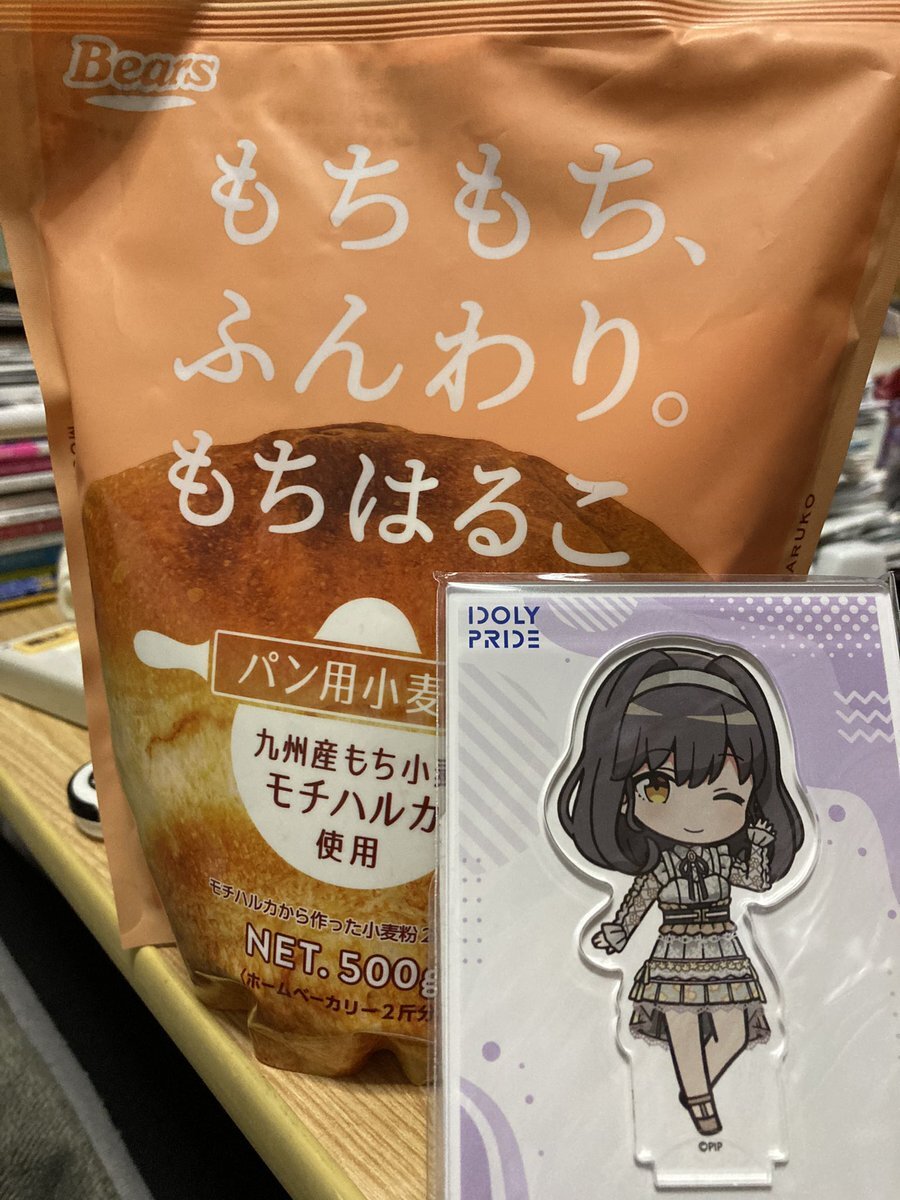 Bears
もちもち、
ふんわり。
もちはるこ
ARUKO
パン用小麦
九州産もち小麦
モチハルカ
使用
モチハルカから作った小麦粉2
NET. 500g
〈ホームベーカリー2斤分
IDOLY
PRIDE
©PIP